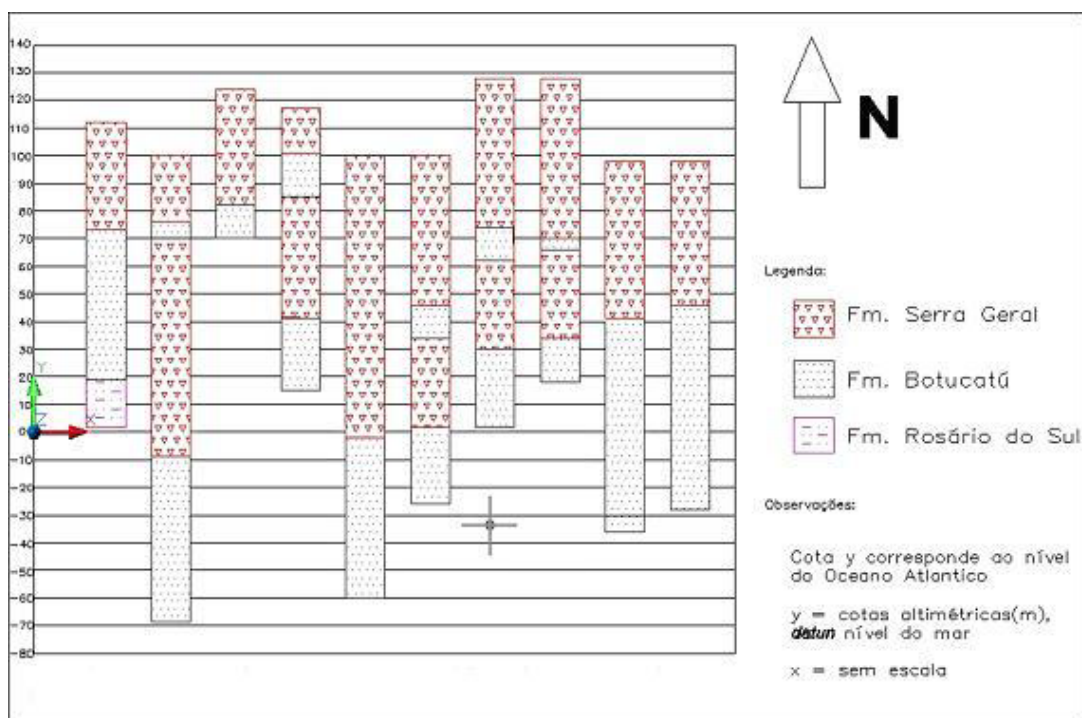 140
130
120
110
100
90
80
70
60
50
40
30
20
10
0
-10
-20
-30
-40
-50
-60
-70
-80
Y
Z
X
N
Legenda:
Fm. Serra Geral
Fm. Botucatú
Fm. Rosário do Sul
Observações:
Cota y corresponde ao nível
do Oceano Atlantico
y = cotas altimétricas(m),
nível do mar
x = sem escala